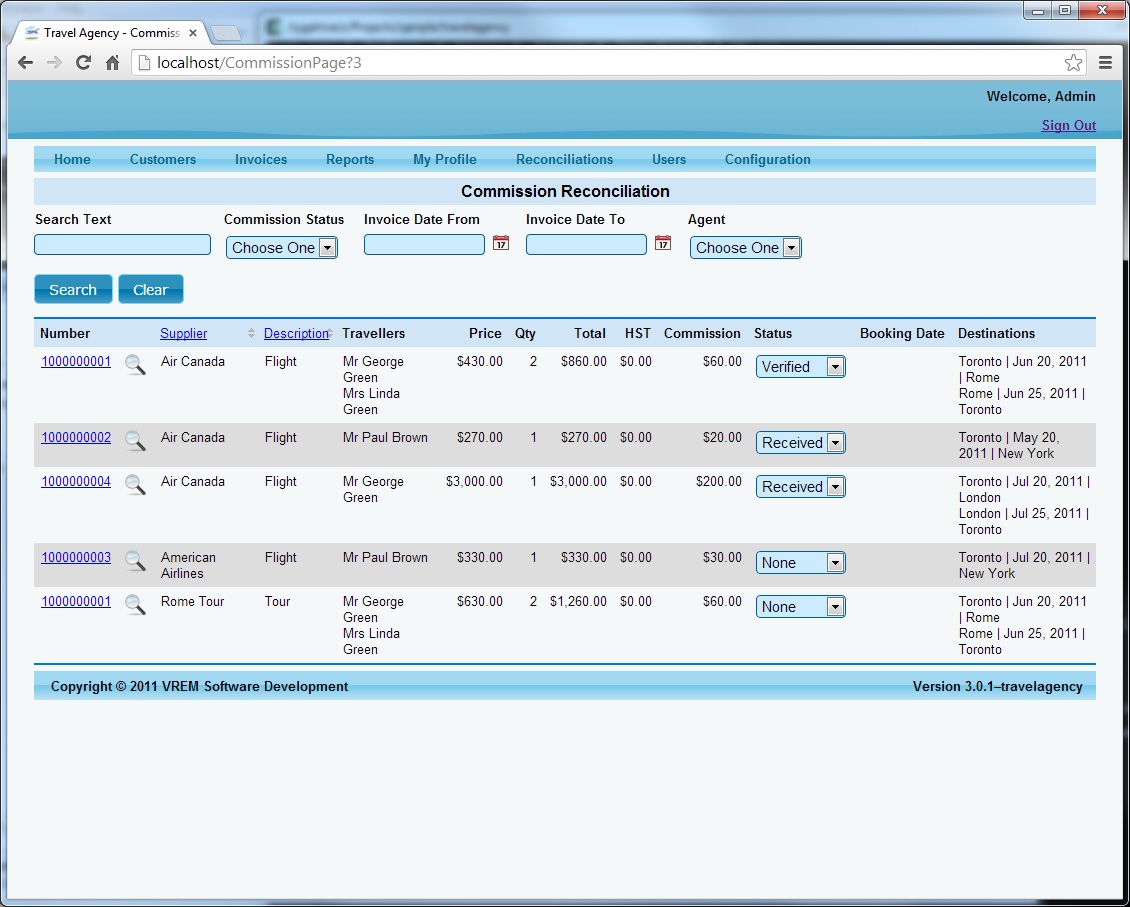 Travel Agency - Commiss
localhost/CommissionPage?3
Welcome, Admin
Sign Out
Home Customers Invoices Reports My Profile Reconciliations Users Configuration
Commission Reconciliation
Search Text Commission Status Invoice Date From Invoice Date To Agent
Choose One 17 17 Choose One
Search Clear
Number Supplier Description Travellers Price Qty Total HST Commission Status Booking Date Destinations
1000000001 Air Canada Flight Mr George $430.00 2 $860.00 $0.00 $60.00 Verified Toronto | Jun 20, 2011
Green | Rome
Mrs Linda Rome | Jun 25, 2011 |
Green Toronto
1000000002 Air Canada Flight Mr Paul Brown $270.00 1 $270.00 $0.00 $20.00 Received Toronto | May 20,
2011 | New York
1000000004 Air Canada Flight Mr George $3,000.00 1 $3,000.00 $0.00 $200.00 Received Toronto | Jul 20, 2011 |
Green London
London | Jul 25, 2011 |
Toronto
1000000003 American Flight Mr Paul Brown $330.00 1 $330.00 $0.00 $30.00 None Toronto | Jul 20, 2011 |
Airlines New York
1000000001 Rome Tour Tour Mr George $630.00 2 $1,260.00 $0.00 $60.00 None Toronto | Jun 20, 2011
Green | Rome
Mrs Linda Rome | Jun 25, 2011 |
Green Toronto
Copyright © 2011 VREM Software Development Version 3.0.1–travelagency